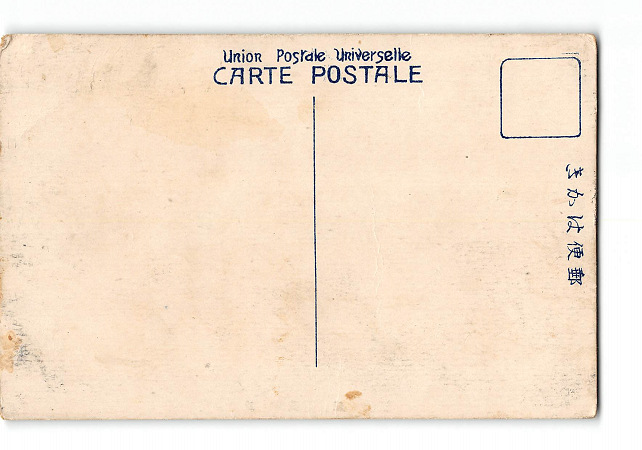 Union Postale Universelle
CARTE POSTALE
郵便はかき